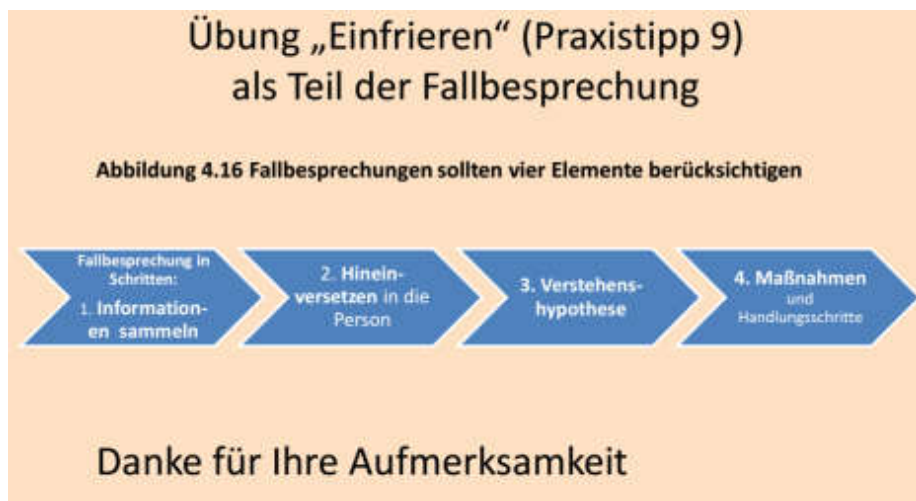 Übung „Einfrieren“ (Praxistipp 9)
als Teil der Fallbesprechung
Abbildung 4.16 Fallbesprechungen sollten vier Elemente berücksichtigen
Fallbesprechung in
Schritten:
1. Information-
en sammeln
2. Hinein-
versetzen in die
Person
3. Verstehens-
hypothese
4. Maßnahmen
und
Handlungsschritte
Danke für Ihre Aufmerksamkeit